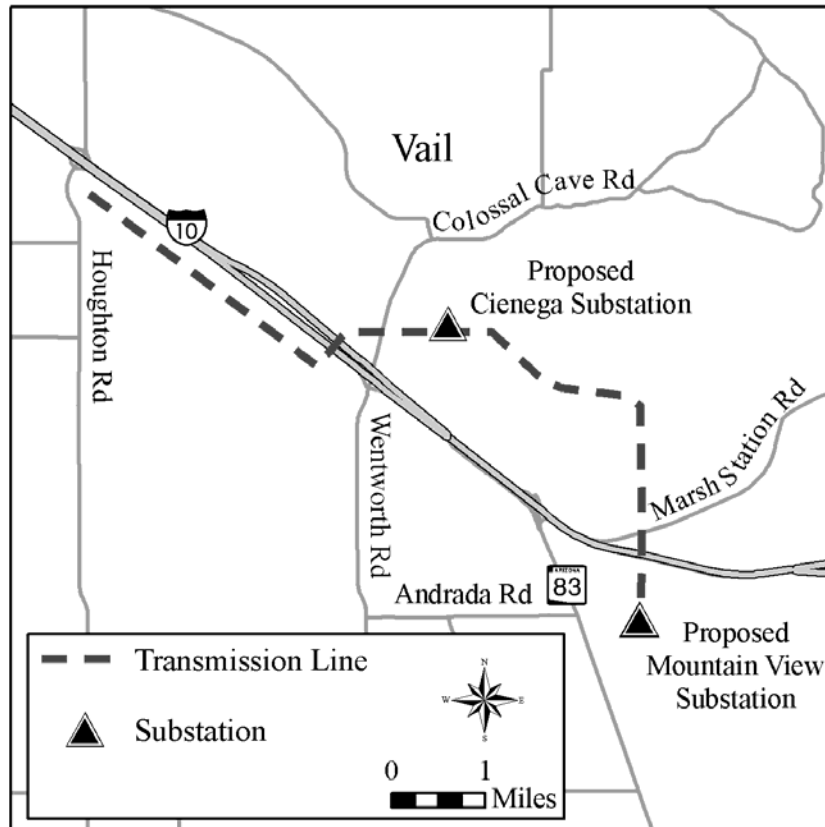 Vail
Colossal Cave Rd
10
Proposed
Cienega Substation
Houghton Rd
Wentworth Rd
Marsh Station Rd
ARIZONA
83
Andrada Rd
Proposed
Mountain View
Substation
Transmission Line
Substation
N
W E
S
0 1
Miles